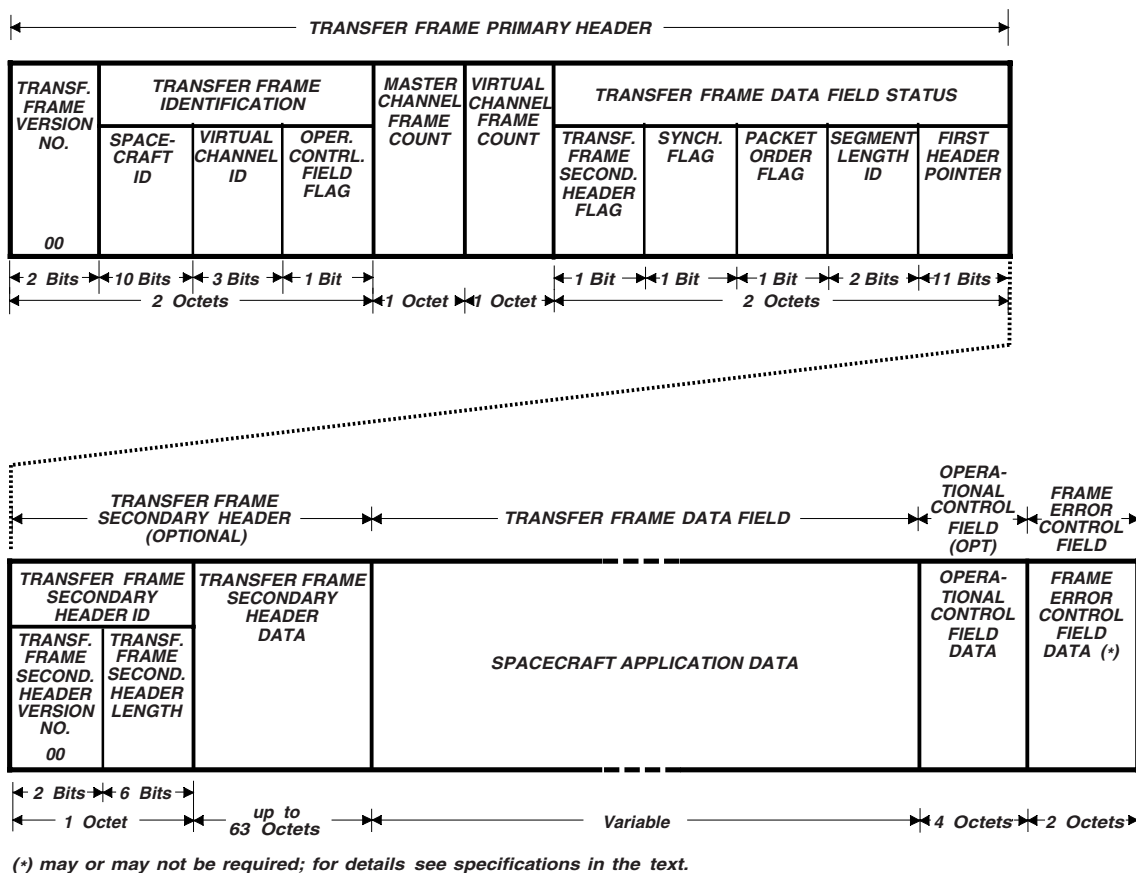 TRANSFER FRAME PRIMARY HEADER
TRANSF.
FRAME
VERSION
NO.
00
TRANSFER FRAME
IDENTIFICATION
SPACE-
CRAFT
ID
VIRTUAL
CHANNEL
ID
OPER.
CONTRL.
FIELD
FLAG
MASTER
CHANNEL
FRAME
COUNT
VIRTUAL
CHANNEL
FRAME
COUNT
TRANSFER FRAME DATA FIELD STATUS
TRANSF.
FRAME
SECOND.
HEADER
FLAG
SYNCH.
FLAG
PACKET
ORDER
FLAG
SEGMENT
LENGTH
ID
FIRST
HEADER
POINTER
2 Bits
10 Bits
3 Bits
1 Bit
1 Bit
1 Bit
1 Bit
2 Bits
11 Bits
2 Octets
1 Octet
1 Octet
2 Octets
TRANSFER FRAME
SECONDARY HEADER
(OPTIONAL)
TRANSFER FRAME DATA FIELD
OPERA-
TIONAL
CONTROL
FIELD
(OPT)
FRAME
ERROR
CONTROL
FIELD
TRANSFER FRAME
SECONDARY
HEADER ID
TRANSF.
FRAME
SECOND.
HEADER
VERSION
NO.
00
TRANSF.
FRAME
SECOND.
HEADER
LENGTH
TRANSFER FRAME
SECONDARY
HEADER
DATA
SPACECRAFT APPLICATION DATA
OPERA-
TIONAL
CONTROL
FIELD
DATA
FRAME
ERROR
CONTROL
FIELD
DATA (*)
2 Bits
6 Bits
1 Octet
up to
63 Octets
Variable
4 Octets
2 Octets
(*) may or may not be required; for details see specifications in the text.